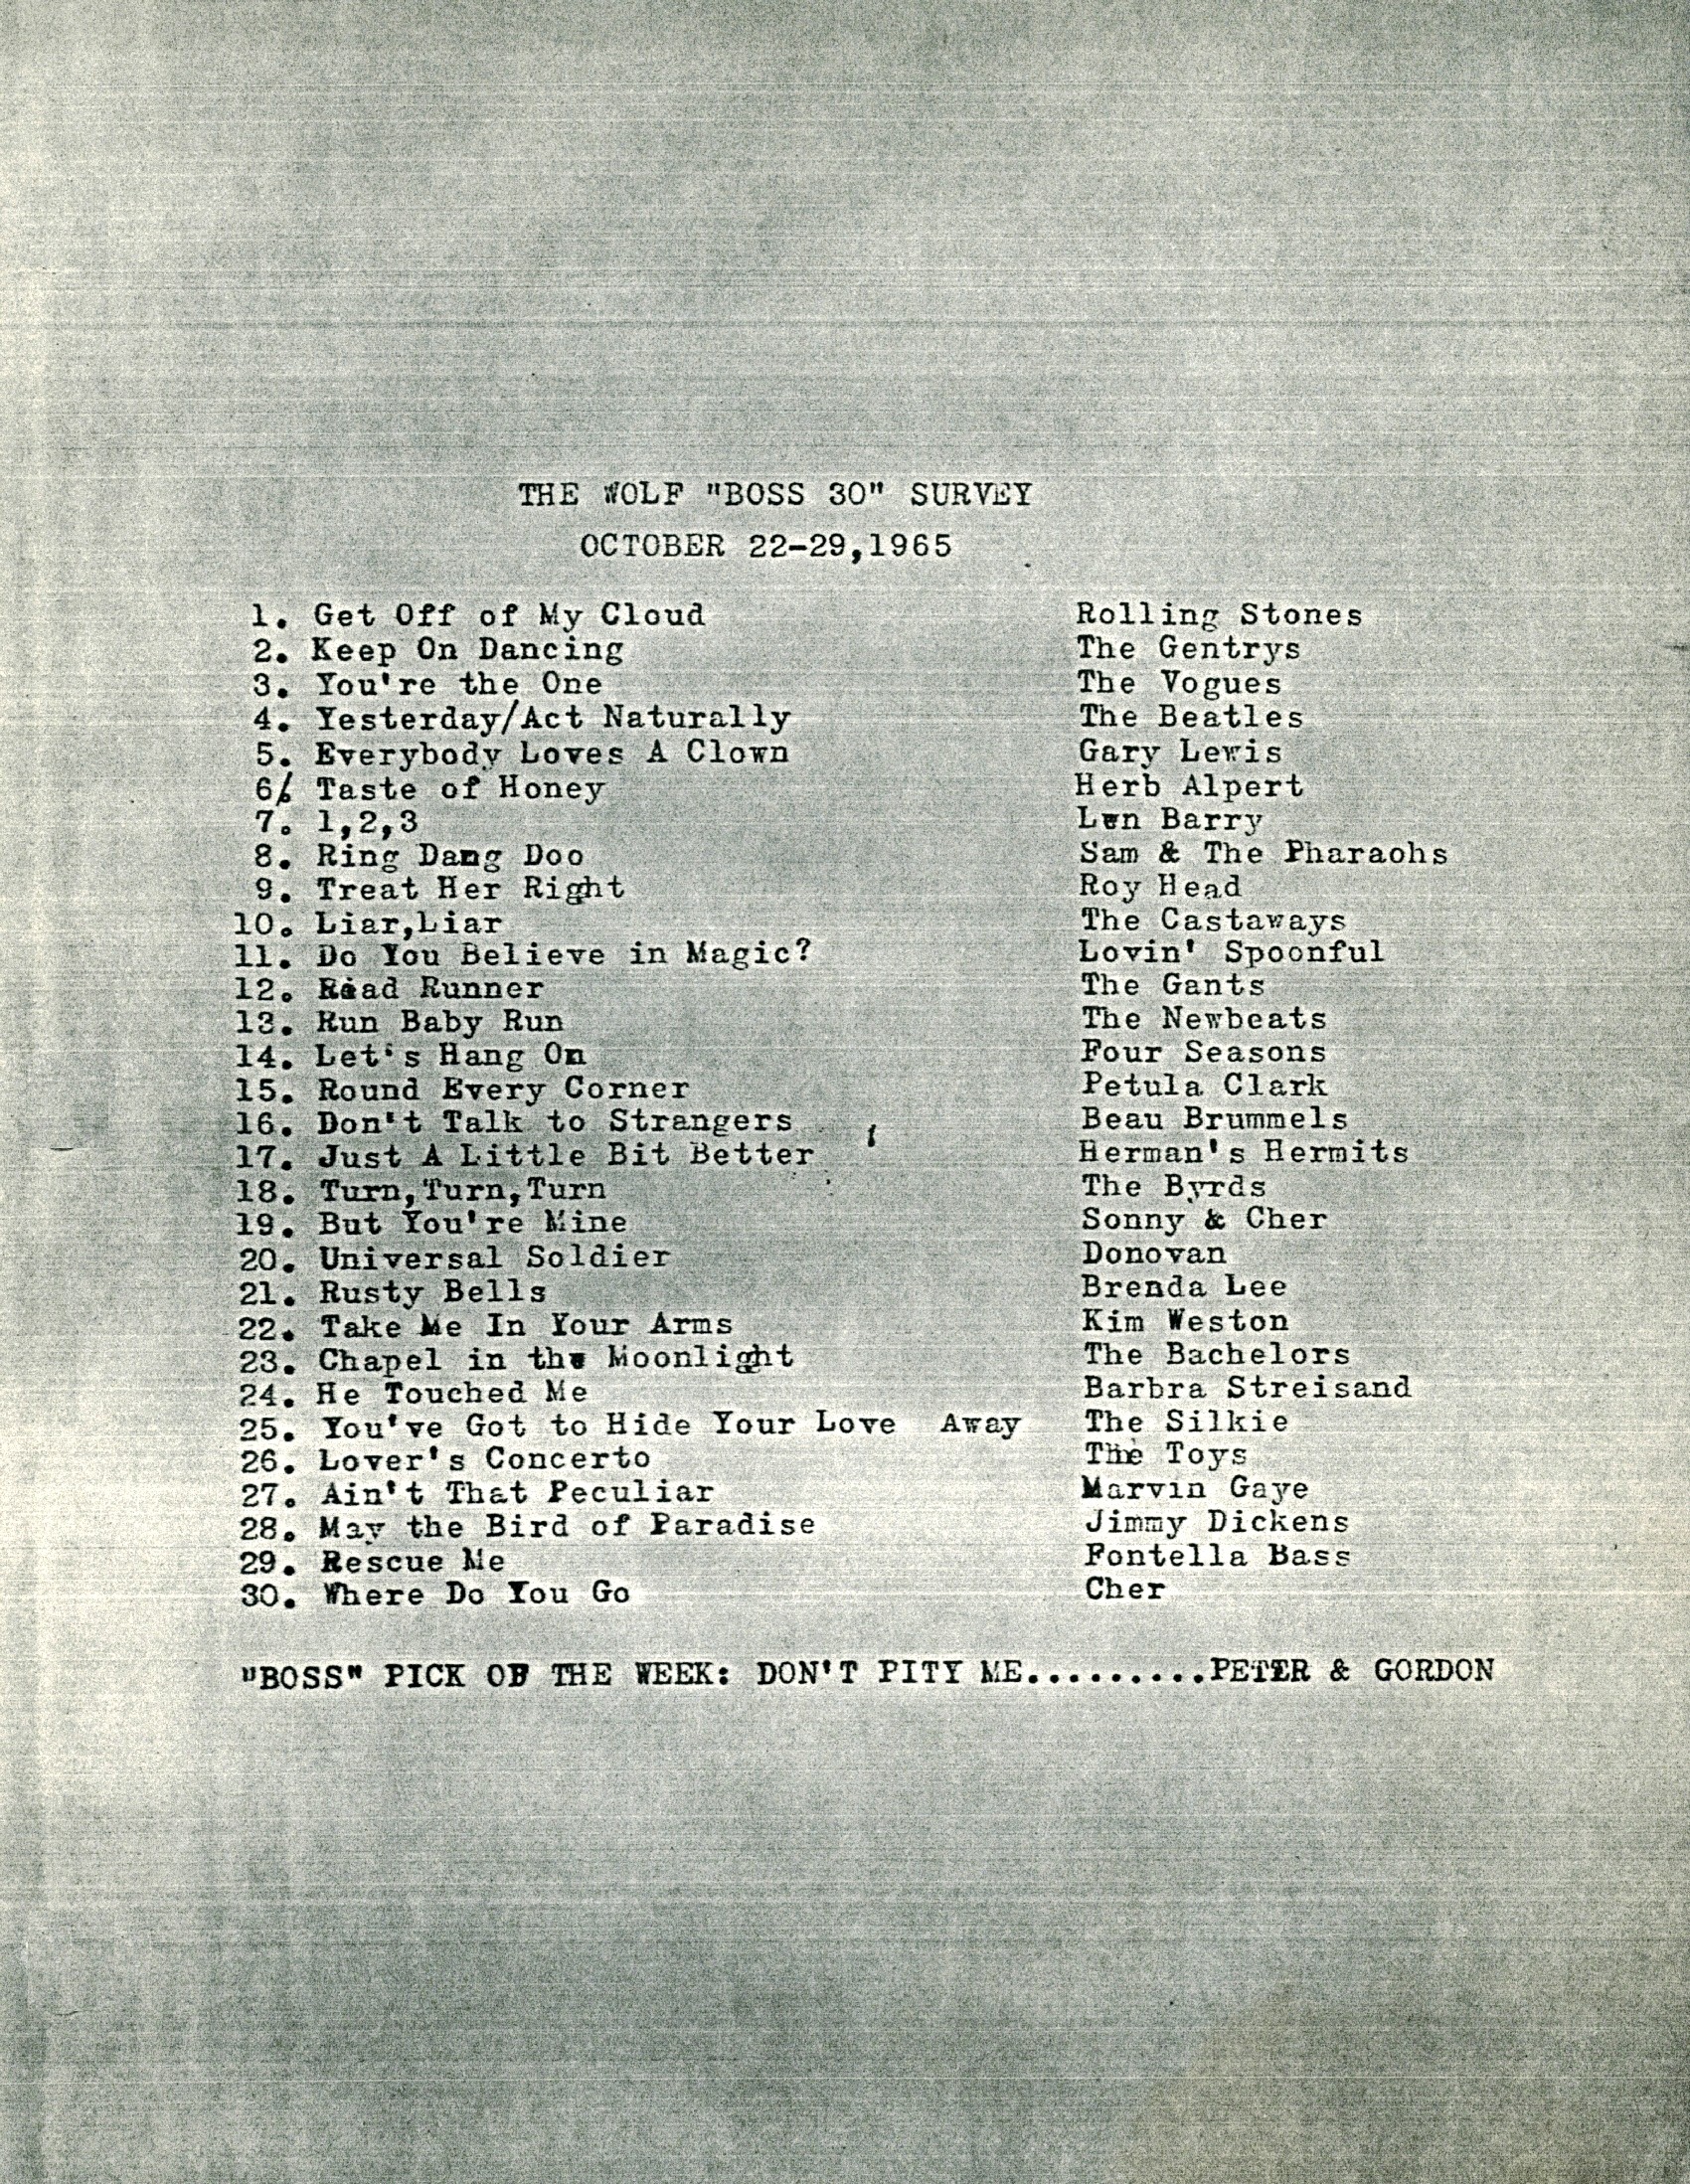 THE WOLF "BOSS 30" SURVEY
OCTOBER 22-29,1965
1. Get Off of My Cloud Rolling Stones
2. Keep On Dancing The Gentrys
3. You're the One The Vogues
4. Yesterday/Act Naturally The Beatles
5. Everybody Loves A Clown Gary Lewis
6/. Taste of Honey Herb Alpert
7. 1,2,3 Len Barry
8. Ring Dang Doo Sam & The Pharaohs
9. Treat Her Right Roy Head
10. Liar,Liar The Castaways
11. Do You Believe in Magic? Lovin' Spoonful
12. Road Runner The Gants
13. Run Baby Run The Newbeats
14. Let's Hang On Four Seasons
15. Round Every Corner Petula Clark
16. Don't Talk to Strangers Beau Brummels
17. Just A Little Bit Better Herman's Hermits
18. Turn,Turn,Turn The Byrds
19. But You're Mine Sonny & Cher
20. Universal Soldier Donovan
21. Rusty Bells Brenda Lee
22. Take Me In Your Arms Kim Weston
23. Chapel in the Moonlight The Bachelors
24. He Touched Me Barbra Streisand
25. You've Got to Hide Your Love Away The Silkie
26. Lover's Concerto The Toys
27. Ain't That Peculiar Marvin Gaye
28. May the Bird of Paradise Jimmy Dickens
29. Rescue Me Fontella Bass
30. Where Do You Go Cher
"BOSS" PICK OF THE WEEK: DON'T PITY ME.........PETER & GORDON